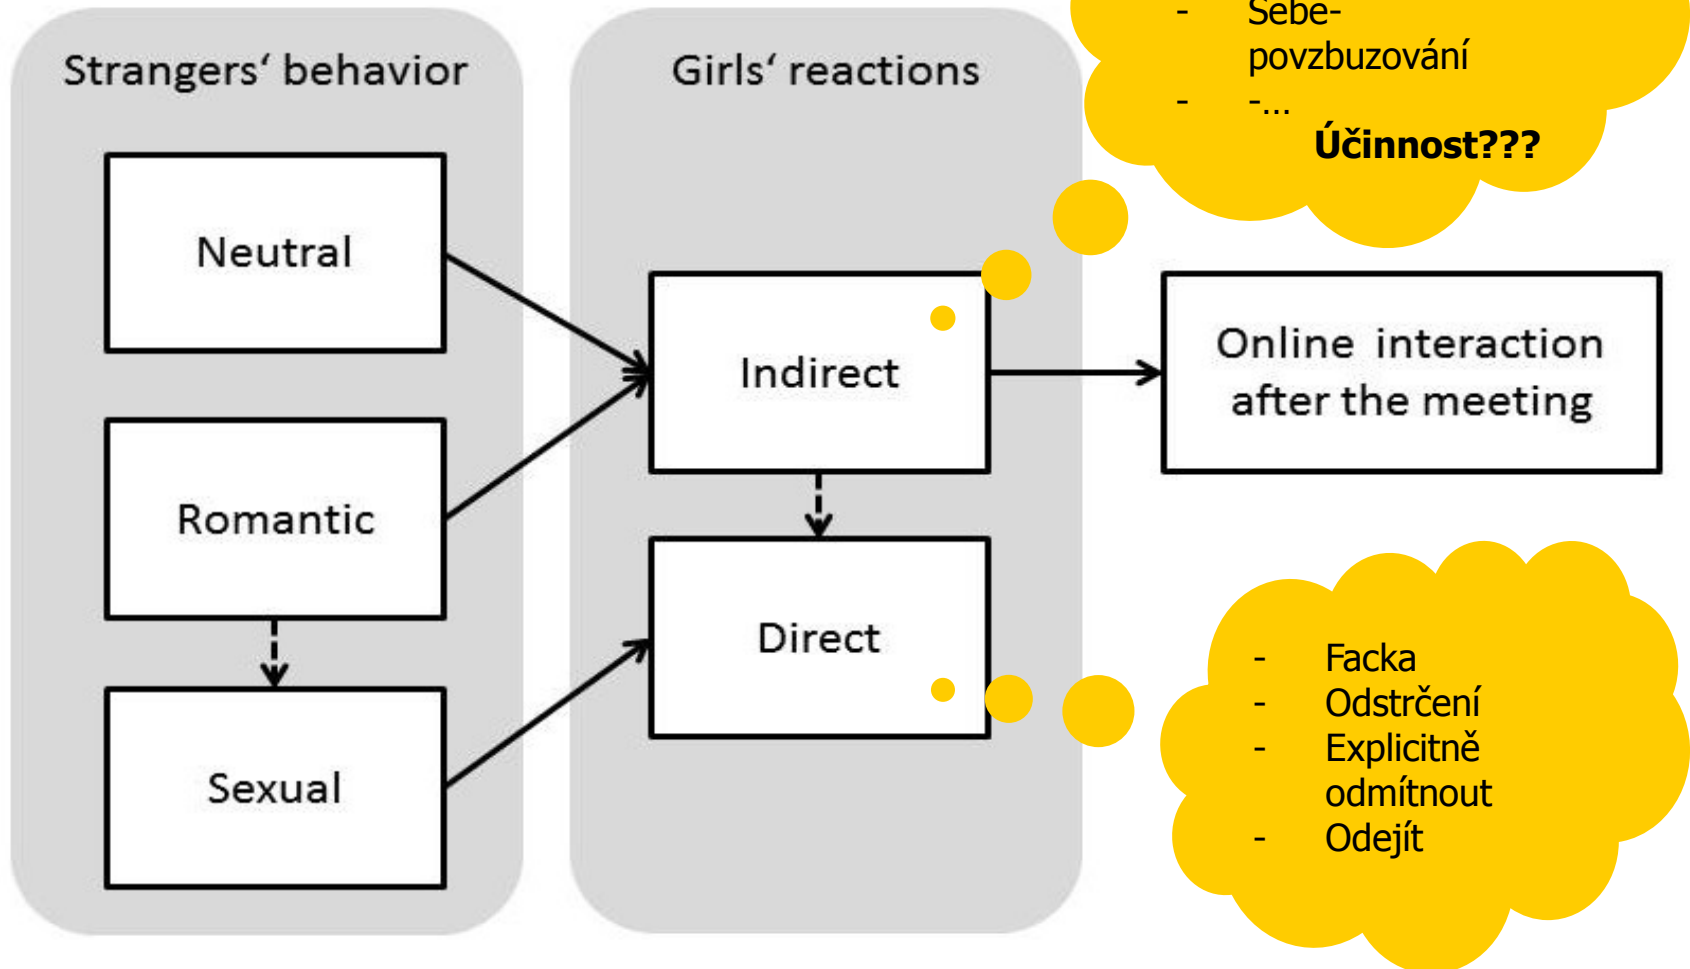 Strangers‘ behavior
Neutral
Romantic
Sexual
Girls‘ reactions
Indirect
Direct
Online interaction
after the meeting
- Sebe-
povzbuzování
- -...
Účinnost???
- Facka
- Odstrčení
- Explicitně
odmítnout
- Odejít